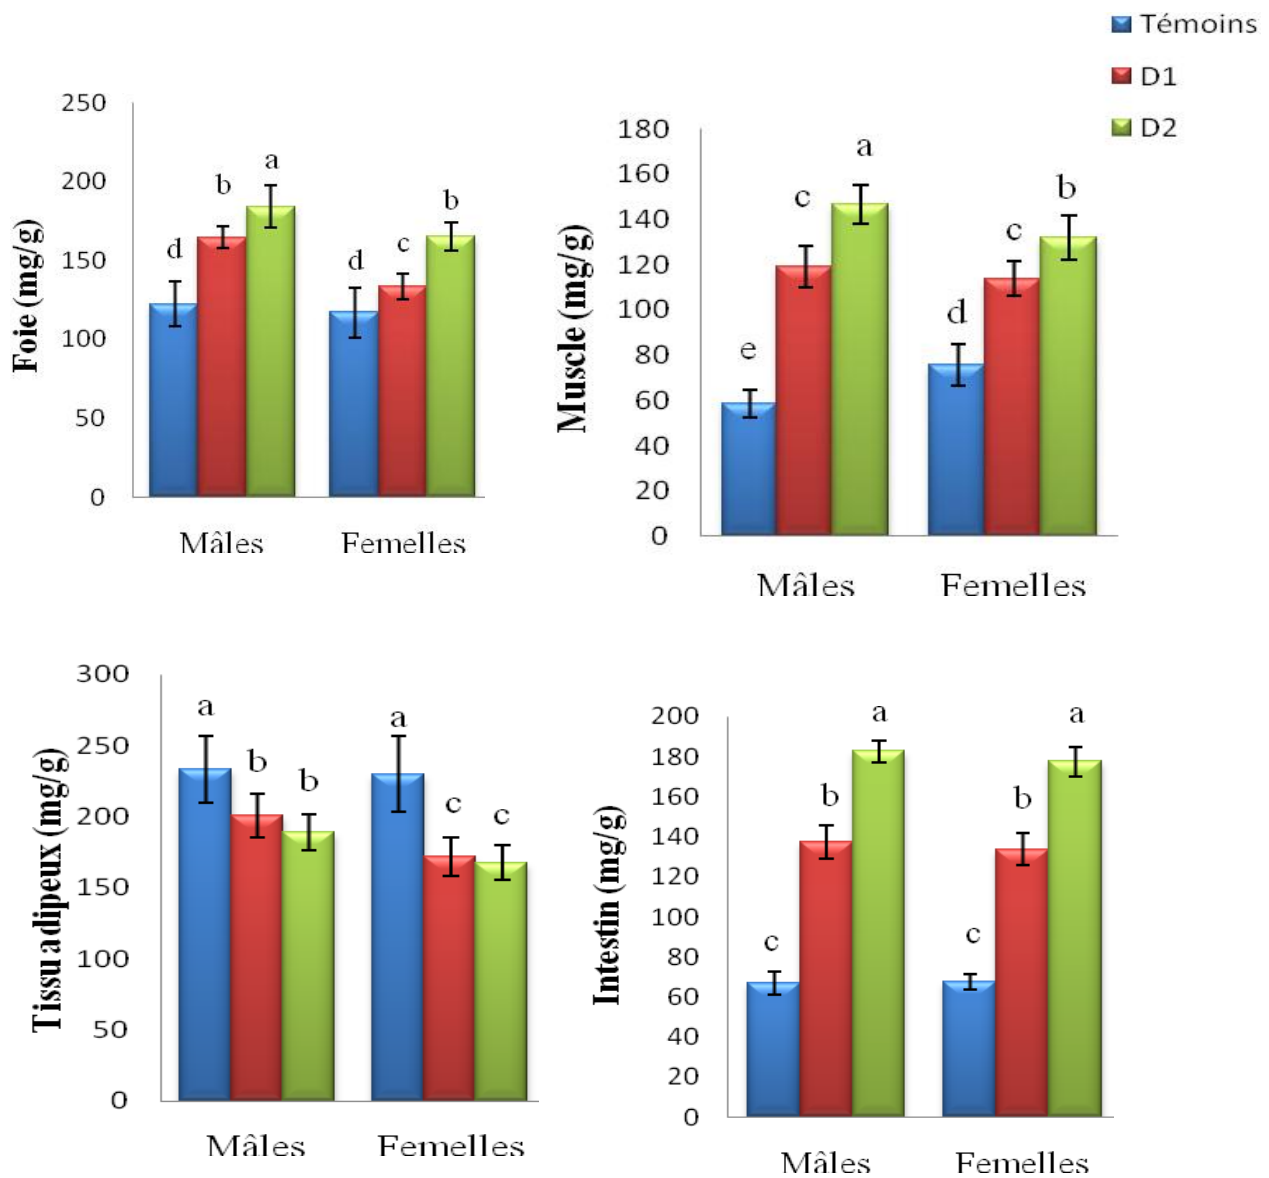 Témoins
D1
D2
Foie (mg/g)
250
200
150
100
50
0
d
b
a
d
c
b
Mâles Femelles
Muscle (mg/g)
180
160
140
120
100
80
60
40
20
0
e
c
a
d
c
b
Mâles Femelles
Tissu adipeux (mg/g)
300
250
200
150
100
50
0
a
b
b
a
c
c
Mâles Femelles
Intestin (mg/g)
200
180
160
140
120
100
80
60
40
20
0
c
b
a
c
b
a
Mâles Femelles